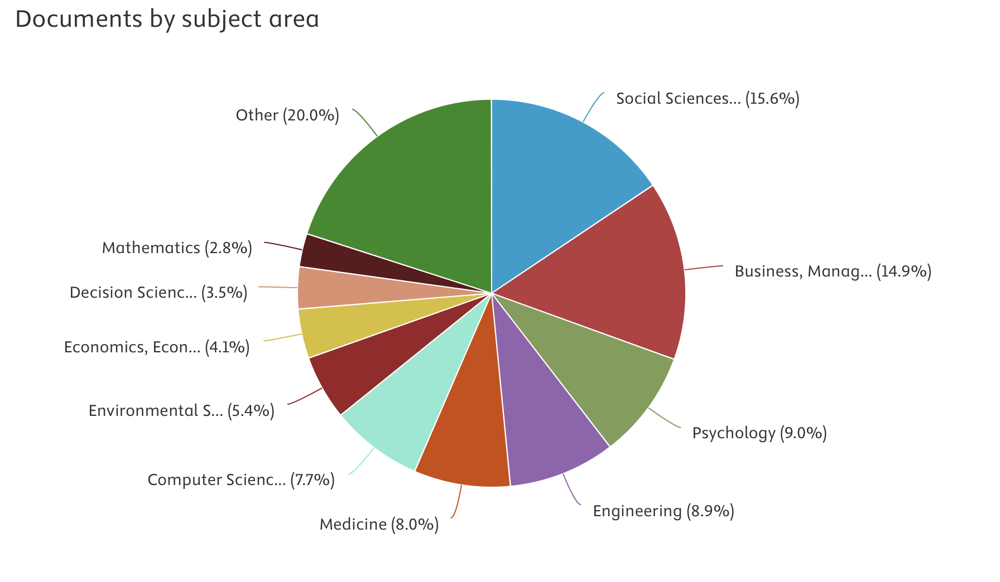 Documents by subject area
Social Sciences... (15.6%)
Business, Manag... (14.9%)
Psychology (9.0%)
Engineering (8.9%)
Medicine (8.0%)
Computer Scienc... (7.7%)
Environmental S... (5.4%)
Economics, Econ... (4.1%)
Decision Scienc... (3.5%)
Mathematics (2.8%)
Other (20.0%)